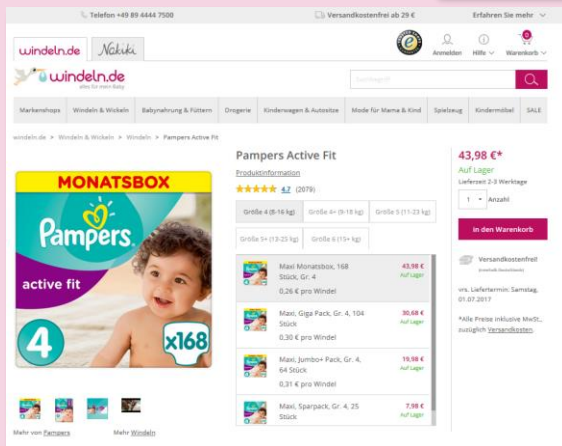 Telefon +49 89 4444 7500
Versandkostenfrei ab 29 €
Erfahren Sie mehr
windeln.de
Nakiki
Anmelden
Hilfe
0
Warenkorb
windeln.de
alles für mein Baby
Suchbegriff
Markenshops
Windeln & Wickeln
Babynahrung & Füttern
Drogerie
Kinderwagen & Autositze
Mode für Mama & Kind
Spielzeug
Kindermöbel
SALE
windeln.de > Windeln & Wickeln > Windeln > Pampers Active Fit
MONATSBOX
Pampers
active fit
4
x168
Mehr von Pampers
Mehr Windeln
Pampers Active Fit
Produktinformation
4.7 (2079)
Größe 4 (8-16 kg)
Größe 4+ (9-18 kg)
Größe 5 (11-23 kg)
Größe 5+ (13-25 kg)
Größe 6 (15+ kg)
Maxi Monatsbox, 168
Stück, Gr. 4
0,26 € pro Windel
43,98 €
Auf Lager
Maxi, Giga Pack, Gr. 4, 104
Stück
0,30 € pro Windel
30,68 €
Auf Lager
Maxi, Jumbo+ Pack, Gr. 4,
64 Stück
0,31 € pro Windel
19,98 €
Auf Lager
Maxi, Sparpack, Gr. 4, 25
Stück
7,98 €
Auf Lager
43,98 €*
Auf Lager
Lieferzeit 2-3 Werktage
1
Anzahl
In den Warenkorb
Versandkostenfrei!
(innerhalb Deutschlands)
vrs. Liefertermin: Samstag,
01.07.2017
*Alle Preise inklusive MwSt.,
zuzüglich Versandkosten.